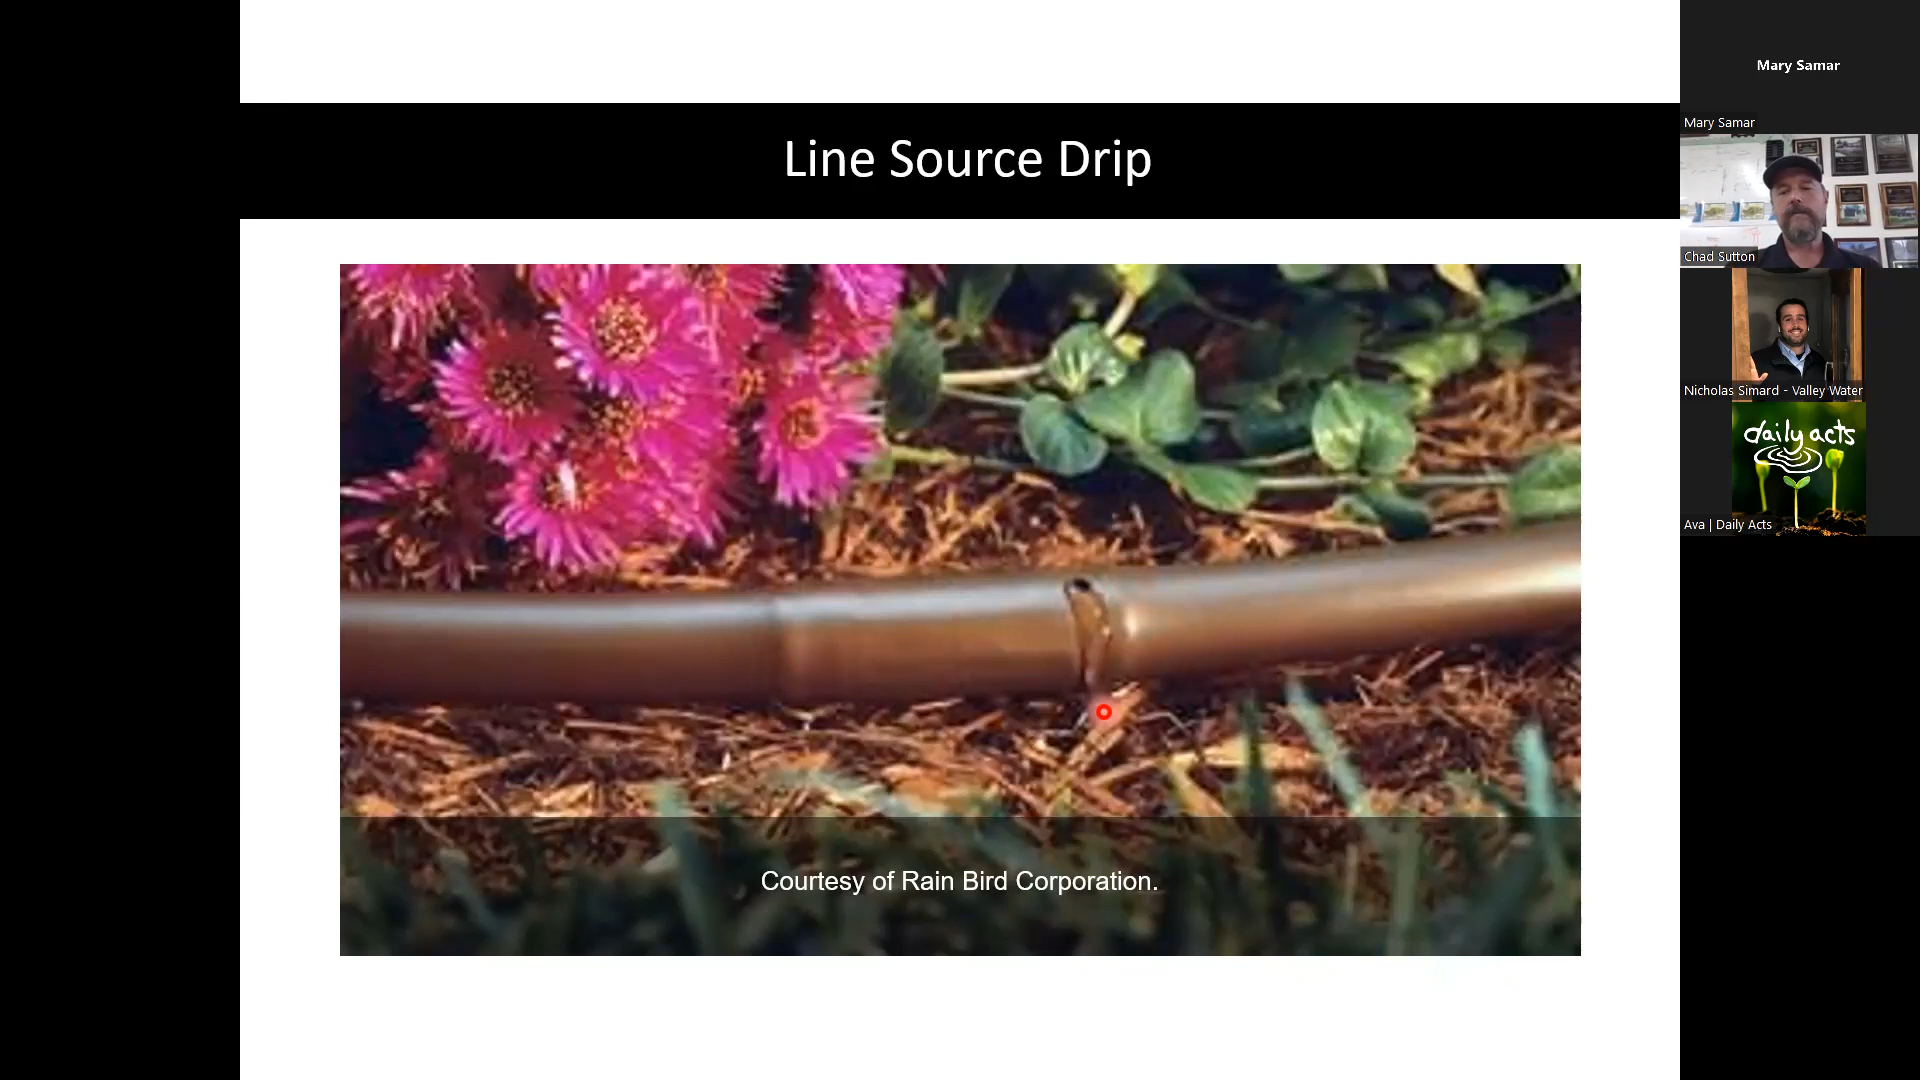 Line Source Drip
Courtesy of Rain Bird Corporation.
Mary Samar
Mary Samar
Chad Sutton
Nicholas Simard - Valley Water
daily acts
Ava | Daily Acts